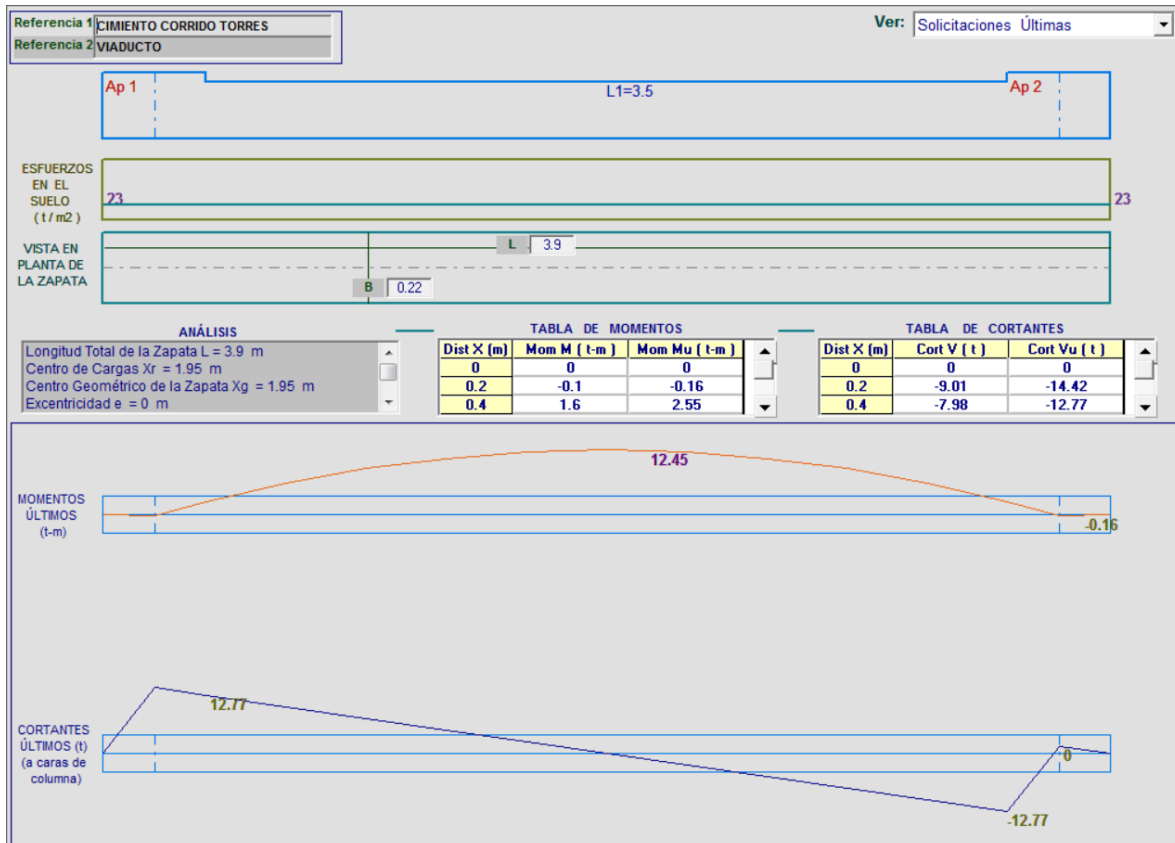 Referencia 1 CIMIENTO CORRIDO TORRES
Ver: Solicitaciones Últimas
Referencia 2 VIADUCTO
Ap 1
L1=3.5
Ap 2
ESFUERZOS
EN EL
SUELO
( t / m2 )
23
23
VISTA EN
PLANTA DE
LA ZAPATA
L 3.9
B 0.22
ANÁLISIS
Longitud Total de la Zapata L = 3.9 m
Centro de Cargas Xr = 1.95 m
Centro Geométrico de la Zapata Xg = 1.95 m
Excentricidad e = 0 m
TABLA DE MOMENTOS
Dist X (m) Mom M ( t-m ) Mom Mu ( t-m )
0 0 0
0.2 -0.1 -0.16
0.4 1.6 2.55
TABLA DE CORTANTES
Dist X (m) Cort V ( t ) Cort Vu ( t )
0 0 0
0.2 -9.01 -14.42
0.4 -7.98 -12.77
12.45
MOMENTOS
ÚLTIMOS
(t-m)
-0.16
12.77
CORTANTES
ÚLTIMOS (t)
(a caras de
columna)
0
-12.77